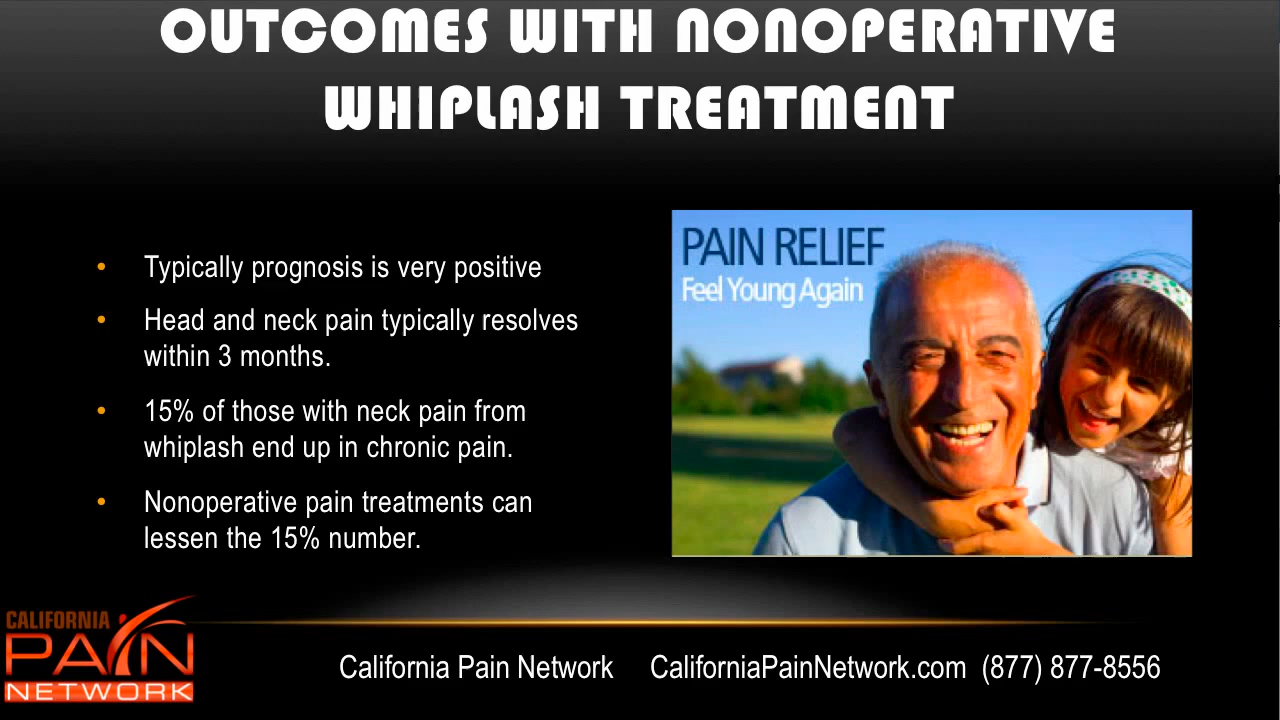 OUTCOMES WITH NONOPERATIVE
WHIPLASH TREATMENT
• Typically prognosis is very positive
• Head and neck pain typically resolves
within 3 months.
• 15% of those with neck pain from
whiplash end up in chronic pain.
• Nonoperative pain treatments can
lessen the 15% number.
PAIN RELIEF
Feel Young Again
CALIFORNIA
PAIN
NETWORK
California Pain Network CaliforniaPainNetwork.com (877) 877-8556